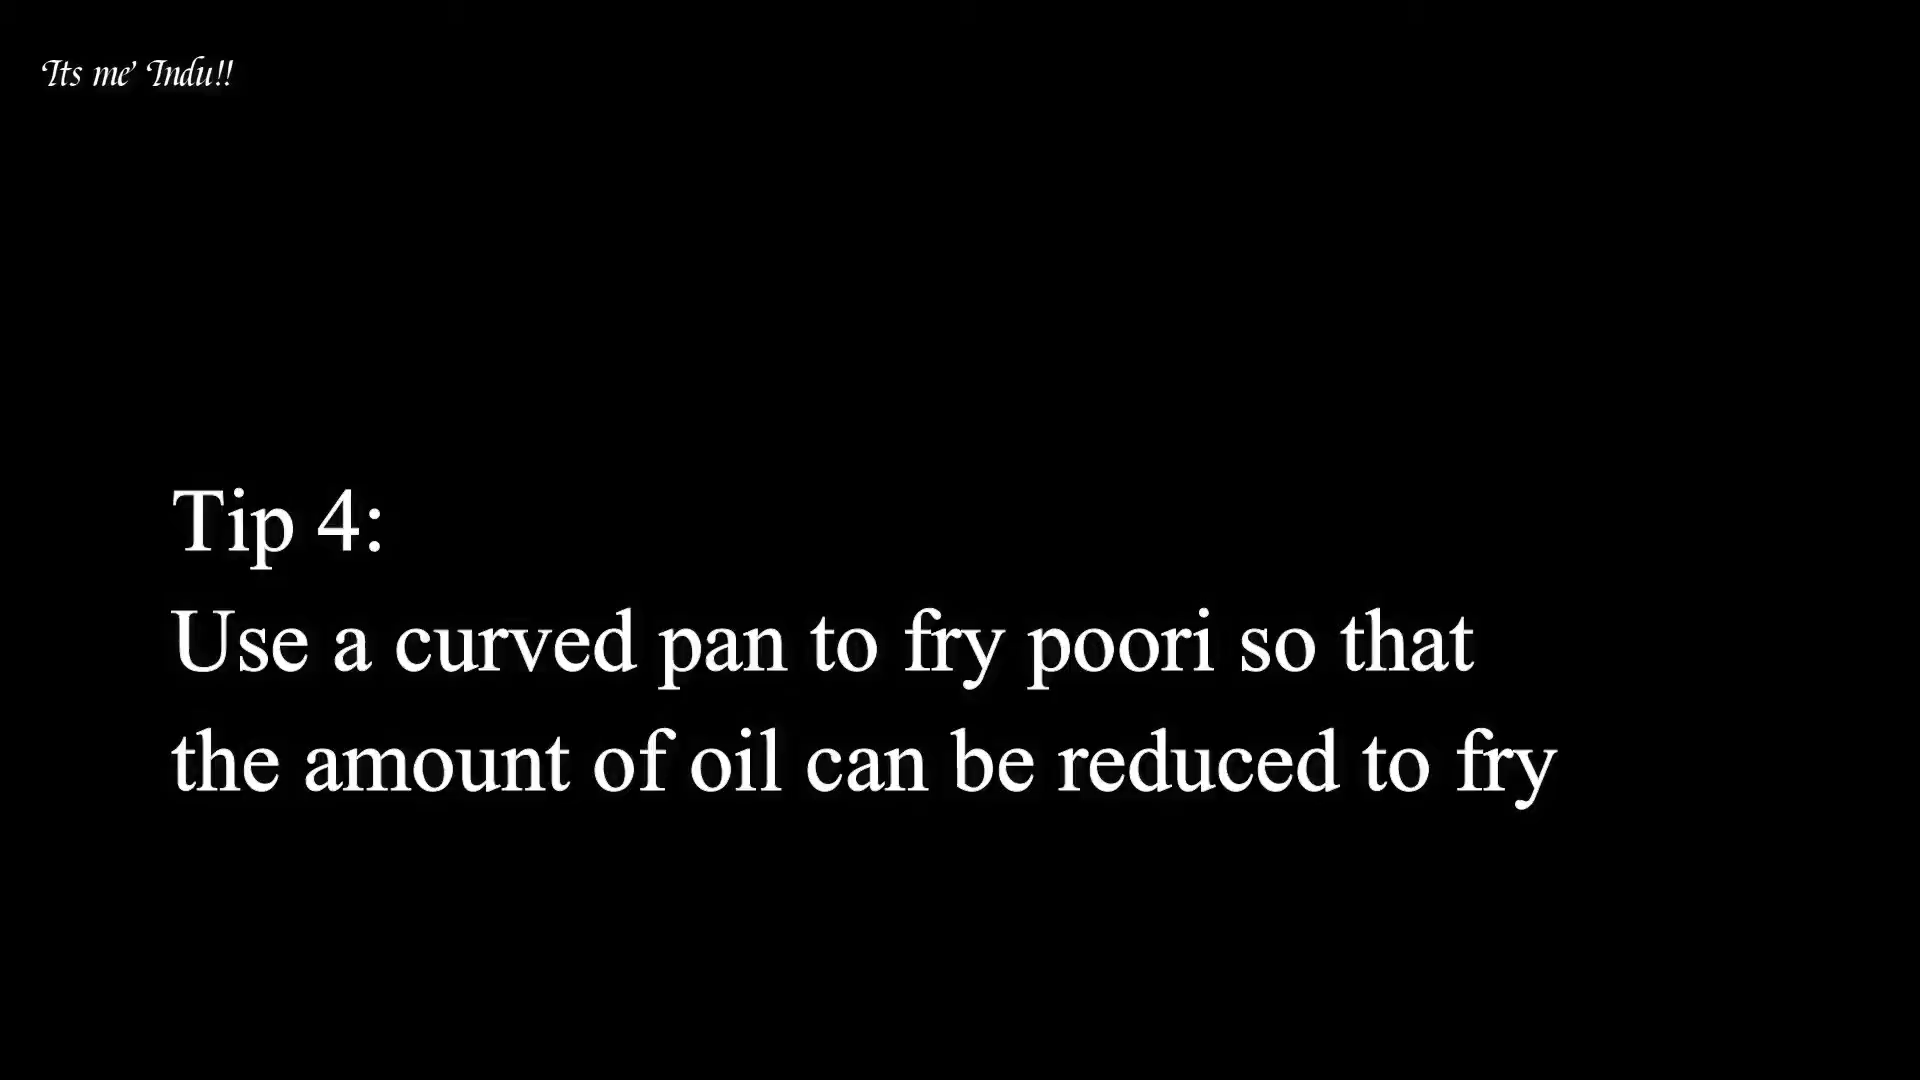 Its me' Indu!!
Tip 4:
Use a curved pan to fry poori so that
the amount of oil can be reduced to fry